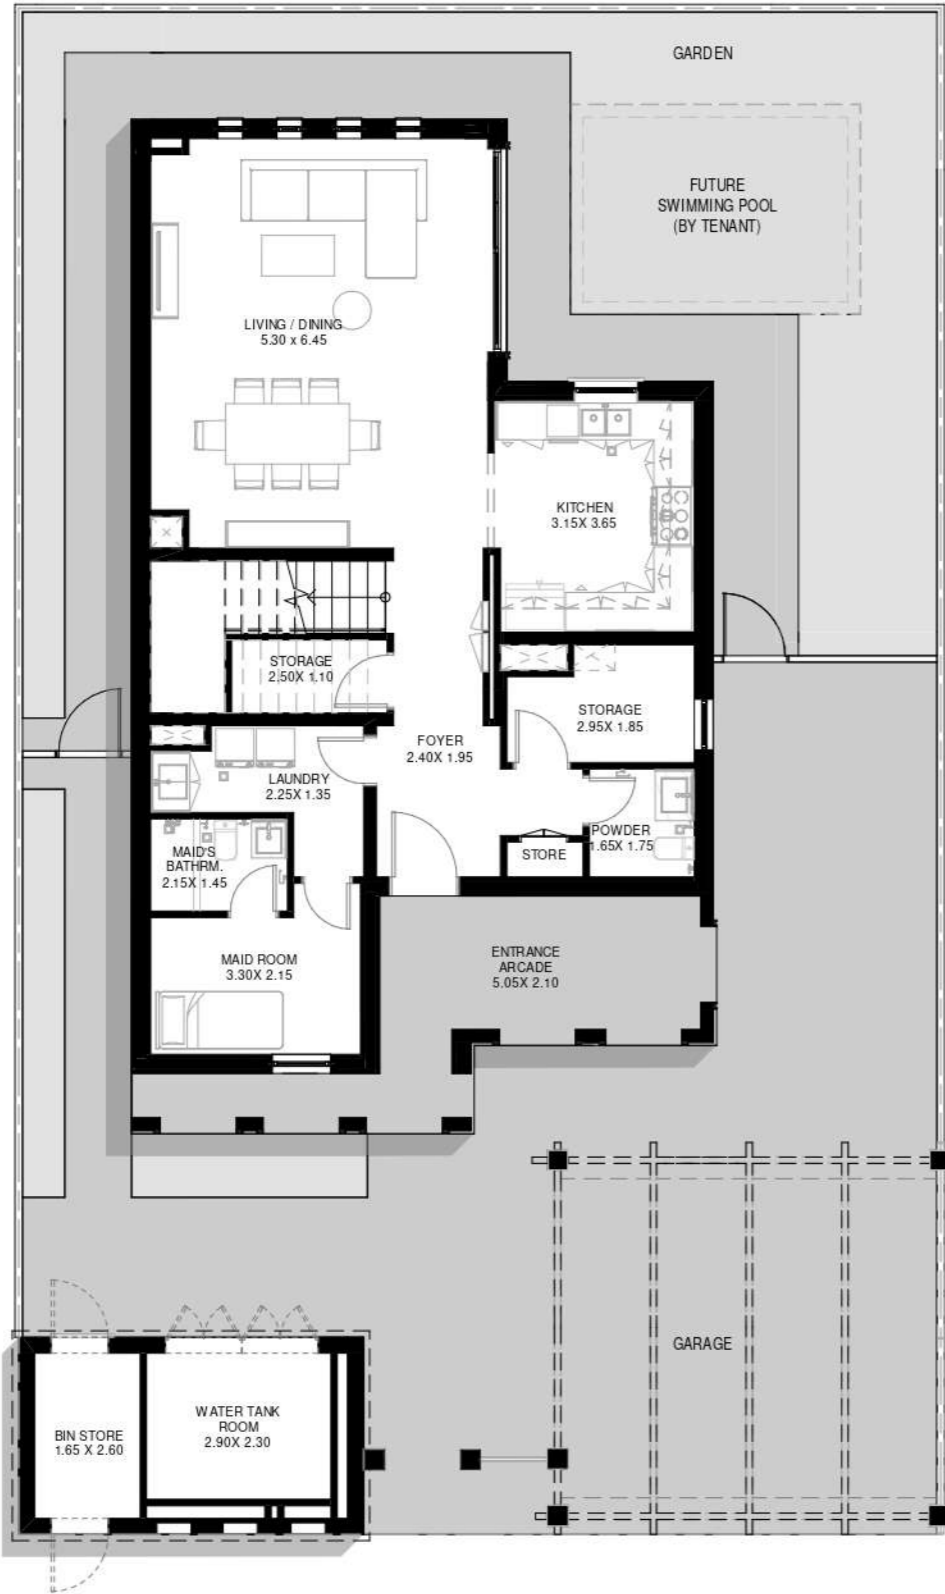 GARDEN
FUTURE
SWIMMING POOL
(BY TENANT)
LIVING / DINING
5.30 x 6.45
KITCHEN
3.15X 3.65
STORAGE
2.50X 1.10
STORAGE
2.95X 1.85
FOYER
2.40X 1.95
LAUNDRY
2.25X 1.35
POWDER
1.65X 1.75
STORE
MAID'S
BATHRM.
2.15X 1.45
MAID ROOM
3.30X 2.15
ENTRANCE
ARCADE
5.05X 2.10
GARAGE
WATER TANK
ROOM
2.90X 2.30
BIN STORE
1.65 X 2.60